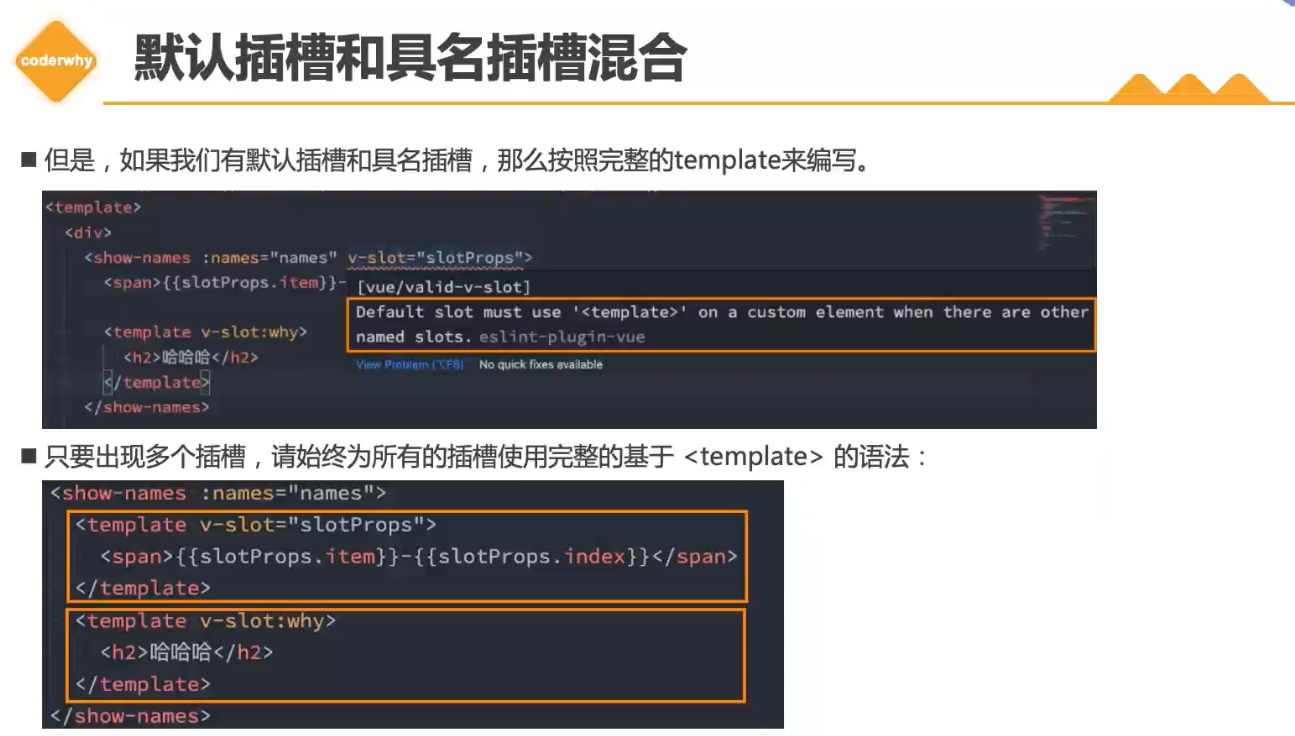 coderwhy
默认插槽和具名插槽混合
■ 但是，如果我们有默认插槽和具名插槽，那么按照完整的template来编写。
<template>
<div>
<show-names :names="names" v-slot="slotProps">
<span>{{slotProps.item}}-
[vue/valid-v-slot]
Default slot must use '<template>' on a custom element when there are other
named slots. eslint-plugin-vue
View Problem (⌥F8) No quick fixes available
<template v-slot:why>
<h2>哈哈哈</h2>
</template>
</show-names>
■ 只要出现多个插槽，请始终为所有的插槽使用完整的基于 <template> 的语法：
<show-names :names="names">
<template v-slot="slotProps">
<span>{{slotProps.item}}-{{slotProps.index}}</span>
</template>
<template v-slot:why>
<h2>哈哈哈</h2>
</template>
</show-names>